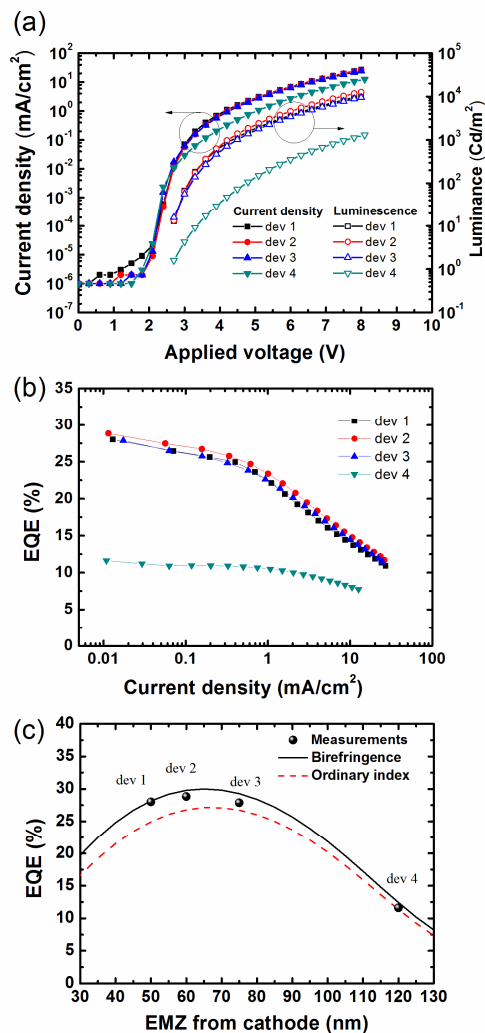 (a)
Current density (mA/cm²)
10² 10¹ 10⁰ 10⁻¹ 10⁻² 10⁻³ 10⁻⁴ 10⁻⁵ 10⁻⁶ 10⁻⁷
Luminance (Cd/m²)
10⁵ 10⁴ 10³ 10² 10¹ 10⁰ 10⁻¹
Current density Luminescence
dev 1 dev 1
dev 2 dev 2
dev 3 dev 3
dev 4 dev 4
0 1 2 3 4 5 6 7 8 9 10
Applied voltage (V)
(b)
EQE (%)
35 30 25 20 15 10 5 0
dev 1
dev 2
dev 3
dev 4
0.01 0.1 1 10 100
Current density (mA/cm²)
(c)
EQE (%)
40 35 30 25 20 15 10 5 0
Measurements
Birefringence
Ordinary index
dev 1
dev 2
dev 3
dev 4
30 40 50 60 70 80 90 100 110 120 130
EMZ from cathode (nm)